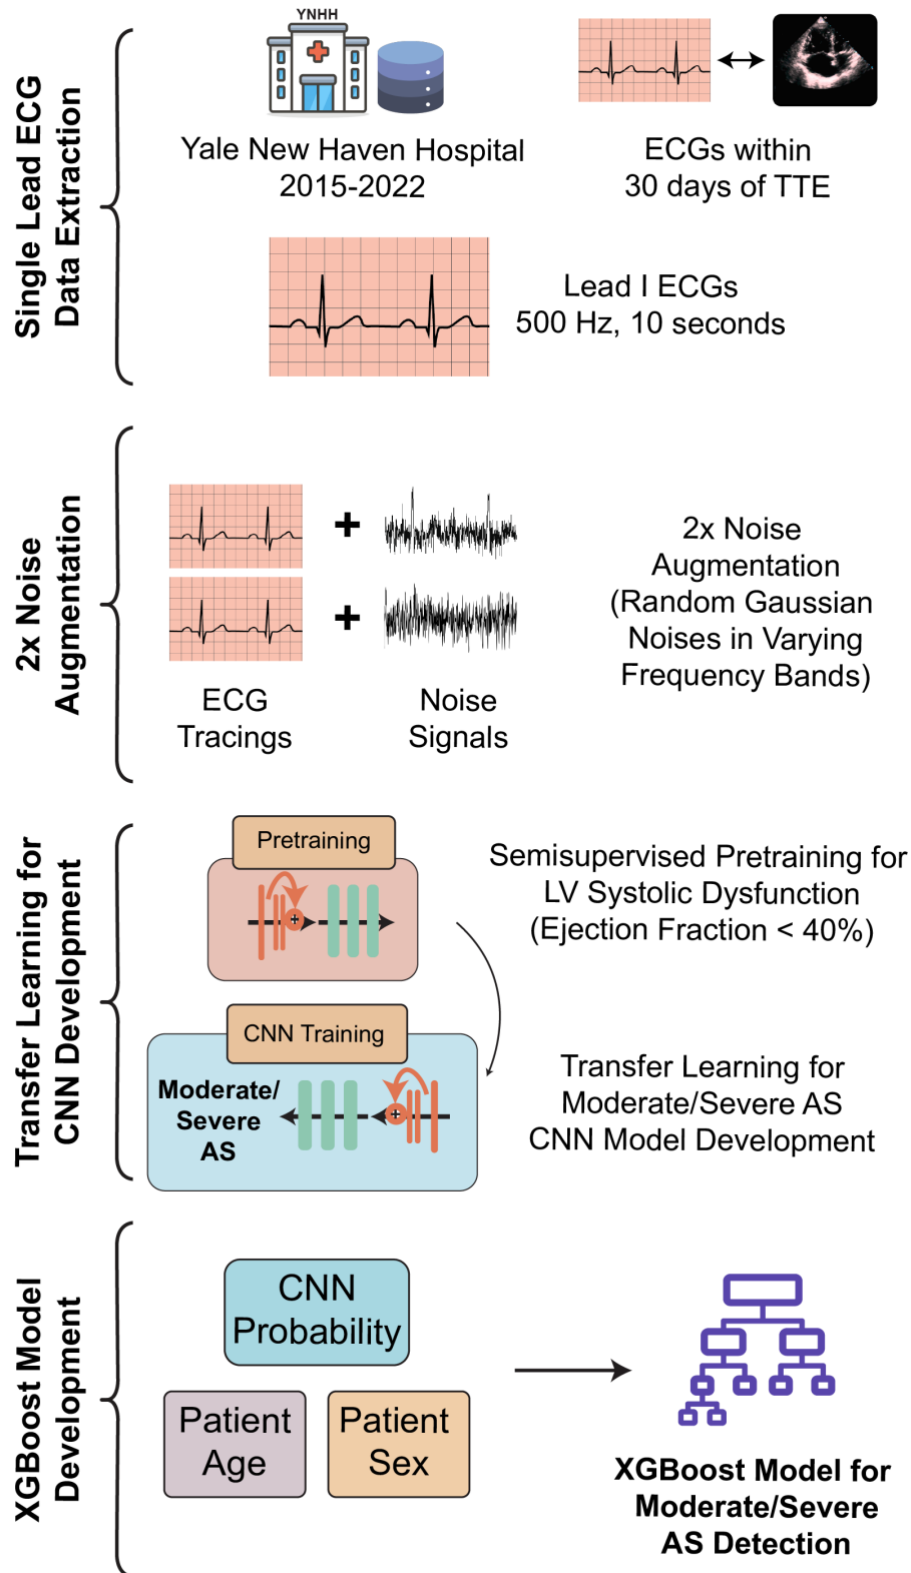 Single Lead ECG
Data Extraction
YNHH
Yale New Haven Hospital
2015-2022
ECGs within
30 days of TTE
Lead I ECGs
500 Hz, 10 seconds
2x Noise
Augmentation
+
+
ECG
Tracings
Noise
Signals
2x Noise
Augmentation
(Random Gaussian
Noises in Varying
Frequency Bands)
Transfer Learning for
CNN Development
Pretraining
+
Semisupervised Pretraining for
LV Systolic Dysfunction
(Ejection Fraction < 40%)
CNN Training
Moderate/
Severe
AS
+
Transfer Learning for
Moderate/Severe AS
CNN Model Development
XGBoost Model
Development
CNN
Probability
Patient
Age
Patient
Sex
XGBoost Model for
Moderate/Severe
AS Detection